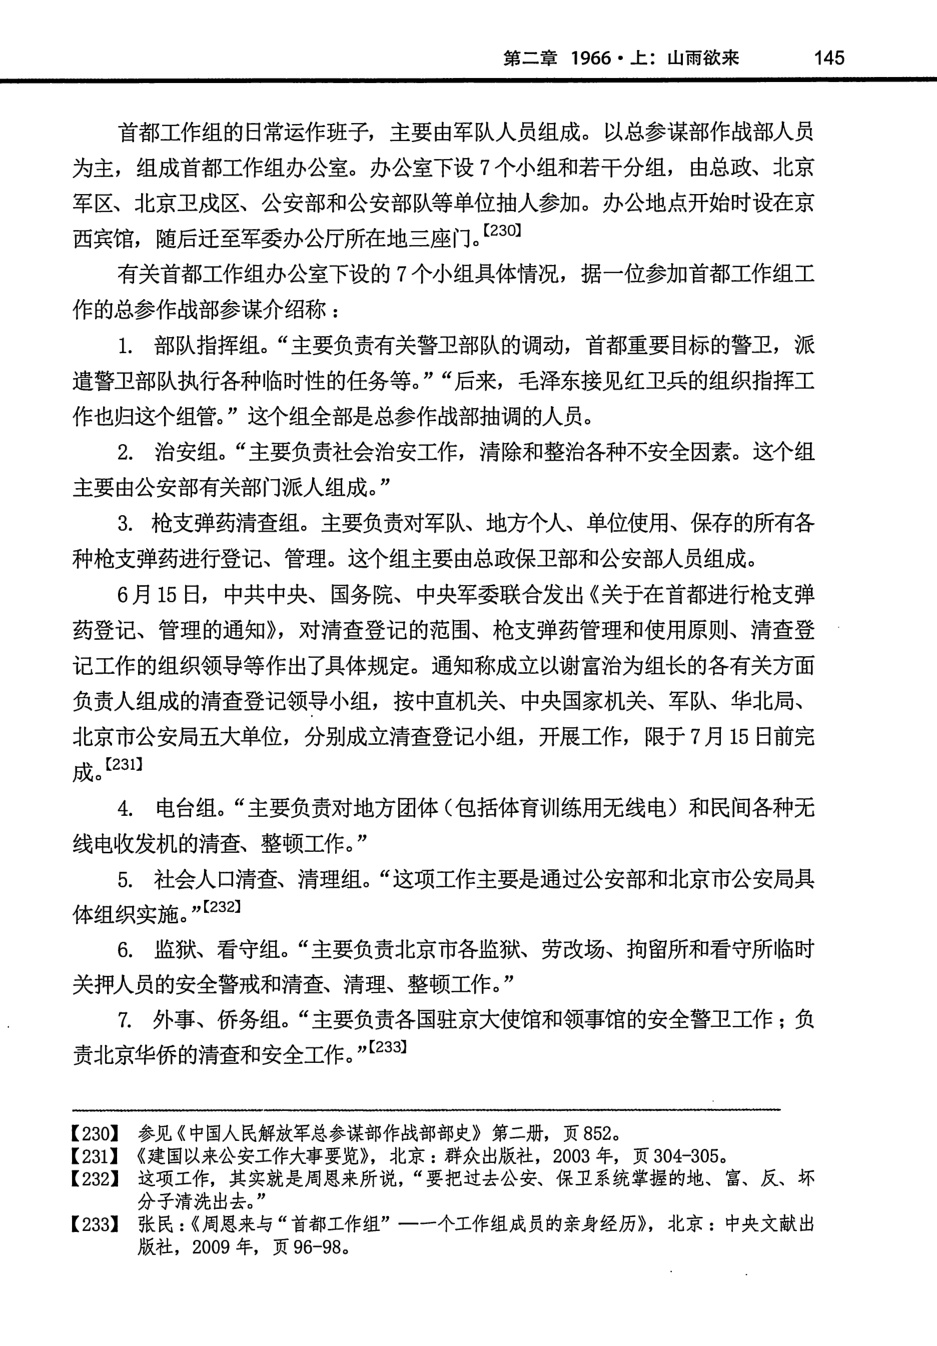 第二章 1966·上：山雨欲来 145
首都工作组的日常运作班子，主要由军队人员组成。以总参谋部作战部人员
为主，组成首都工作组办公室。办公室下设7个小组和若干分组，由总政、北京
军区、北京卫戍区、公安部和公安部队等单位抽人参加。办公地点开始时设在京
西宾馆，随后迁至军委办公厅所在地三座门。【230】
有关首都工作组办公室下设的7个小组具体情况，据一位参加首都工作组工
作的总参作战部参谋介绍称：
1. 部队指挥组。“主要负责有关警卫部队的调动，首都重要目标的警卫，派
遣警卫部队执行各种临时性的任务等。”“后来，毛泽东接见红卫兵的组织指挥工
作也归这个组管。”这个组全部是总参作战部抽调的人员。
2. 治安组。“主要负责社会治安工作，清除和整治各种不安全因素。这个组
主要由公安部有关部门派人组成。”
3. 枪支弹药清查组。主要负责对军队、地方个人、单位使用、保存的所有各
种枪支弹药进行登记、管理。这个组主要由总政保卫部和公安部人员组成。
6月15日，中共中央、国务院、中央军委联合发出《关于在首都进行枪支弹
药登记、管理的通知》，对清查登记的范围、枪支弹药管理和使用原则、清查登
记工作的组织领导等作出了具体规定。通知称成立以谢富治为组长的各有关方面
负责人组成的清查登记领导小组，按中直机关、中央国家机关、军队、华北局、
北京市公安局五大单位，分别成立清查登记小组，开展工作，限于7月15日前完
成。【231】
4. 电台组。“主要负责对地方团体（包括体育训练用无线电）和民间各种无
线电收发机的清查、整顿工作。”
5. 社会人口清查、清理组。“这项工作主要是通过公安部和北京市公安局具
体组织实施。”【232】
6. 监狱、看守组。“主要负责北京市各监狱、劳改场、拘留所和看守所临时
关押人员的安全警戒和清查、清理、整顿工作。”
7. 外事、侨务组。“主要负责各国驻京大使馆和领事馆的安全警卫工作；负
责北京华侨的清查和安全工作。”【233】
【230】 参见《中国人民解放军总参谋部作战部部史》第二册，页852。
【231】 《建国以来公安工作大事要览》，北京：群众出版社，2003年，页304-305。
【232】 这项工作，其实就是周恩来所说，“要把过去公安、保卫系统掌握的地、富、反、坏
分子清洗出去。”
【233】 张民：《周恩来与“首都工作组”——一个工作组成员的亲身经历》，北京：中央文献出
版社，2009年，页96-98。